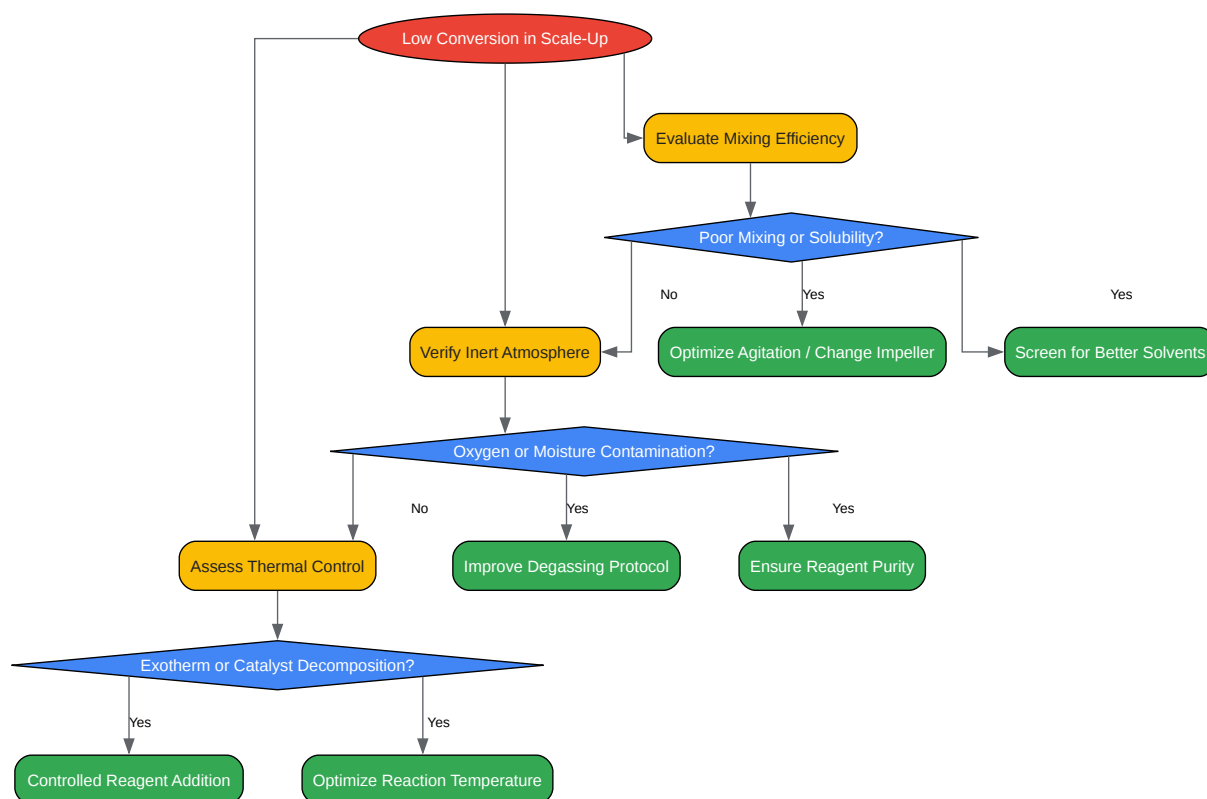 Low Conversion in Scale-Up
Evaluate Mixing Efficiency
Poor Mixing or Solubility?
No
Yes
Yes
Verify Inert Atmosphere
Optimize Agitation / Change Impeller
Screen for Better Solvents
Oxygen or Moisture Contamination?
No
Yes
Yes
Assess Thermal Control
Improve Degassing Protocol
Ensure Reagent Purity
Exotherm or Catalyst Decomposition?
Yes
Yes
Controlled Reagent Addition
Optimize Reaction Temperature